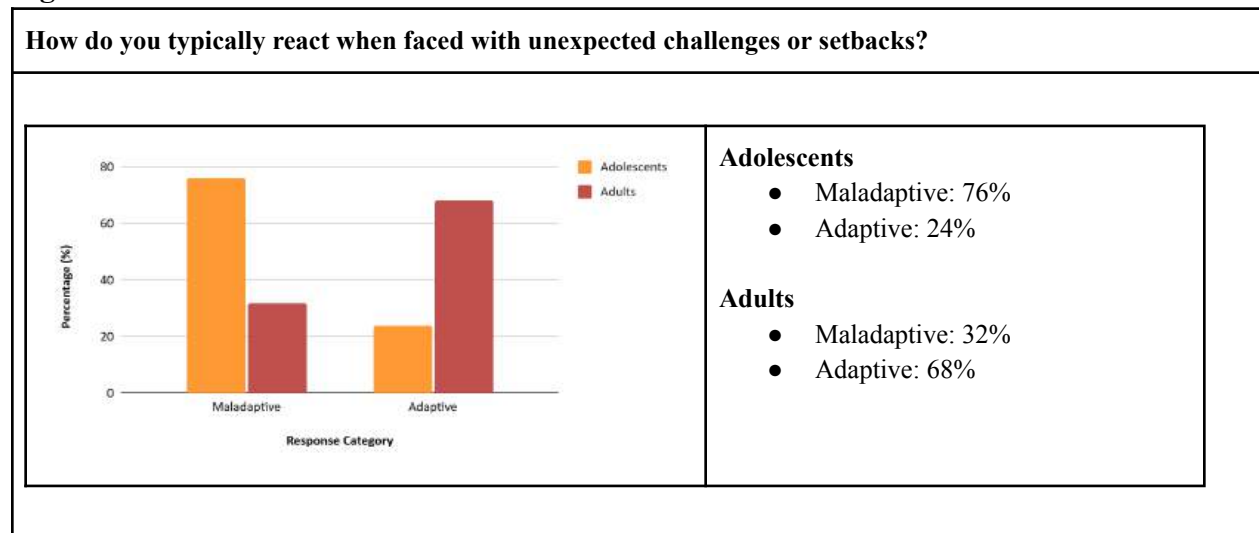 How do you typically react when faced with unexpected challenges or setbacks?
80
60
40
20
0
Percentage (%)
Maladaptive
Adaptive
Response Category
Adolescents
Adults
Adolescents
● Maladaptive: 76%
● Adaptive: 24%
Adults
● Maladaptive: 32%
● Adaptive: 68%